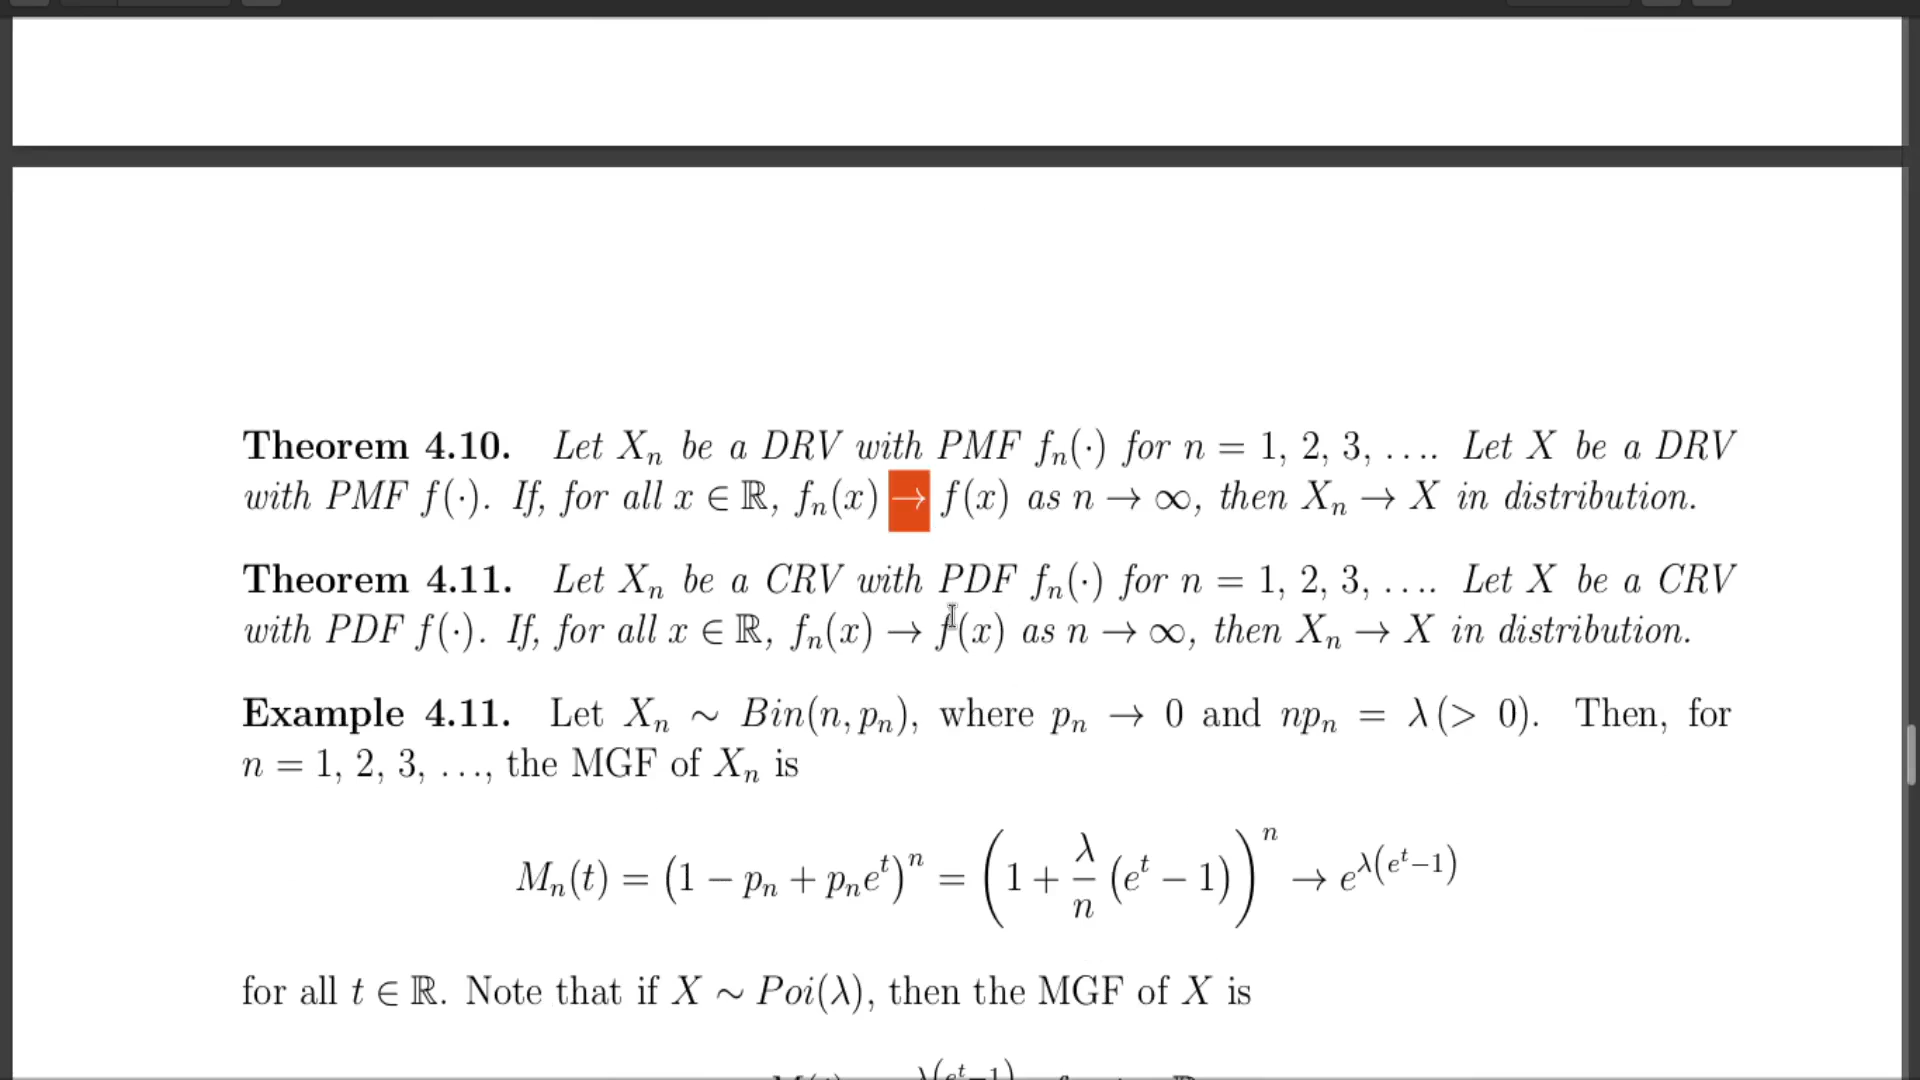 Theorem 4.10. Let Xₙ be a DRV with PMF fₙ(·) for n = 1, 2, 3, .... Let X be a DRV
with PMF f(·). If, for all x ∈ ℝ, fₙ(x) → f(x) as n → ∞, then Xₙ → X in distribution.
Theorem 4.11. Let Xₙ be a CRV with PDF fₙ(·) for n = 1, 2, 3, .... Let X be a CRV
with PDF f(·). If, for all x ∈ ℝ, fₙ(x) → f(x) as n → ∞, then Xₙ → X in distribution.
Example 4.11. Let Xₙ ∼ Bin(n, pₙ), where pₙ → 0 and npₙ = λ (> 0). Then, for
n = 1, 2, 3, ..., the MGF of Xₙ is
Mₙ(t) = (1 − pₙ + pₙeᵗ)ⁿ = (1 + λ/n (eᵗ − 1))ⁿ → e^{λ(eᵗ−1)}
for all t ∈ ℝ. Note that if X ∼ Poi(λ), then the MGF of X is